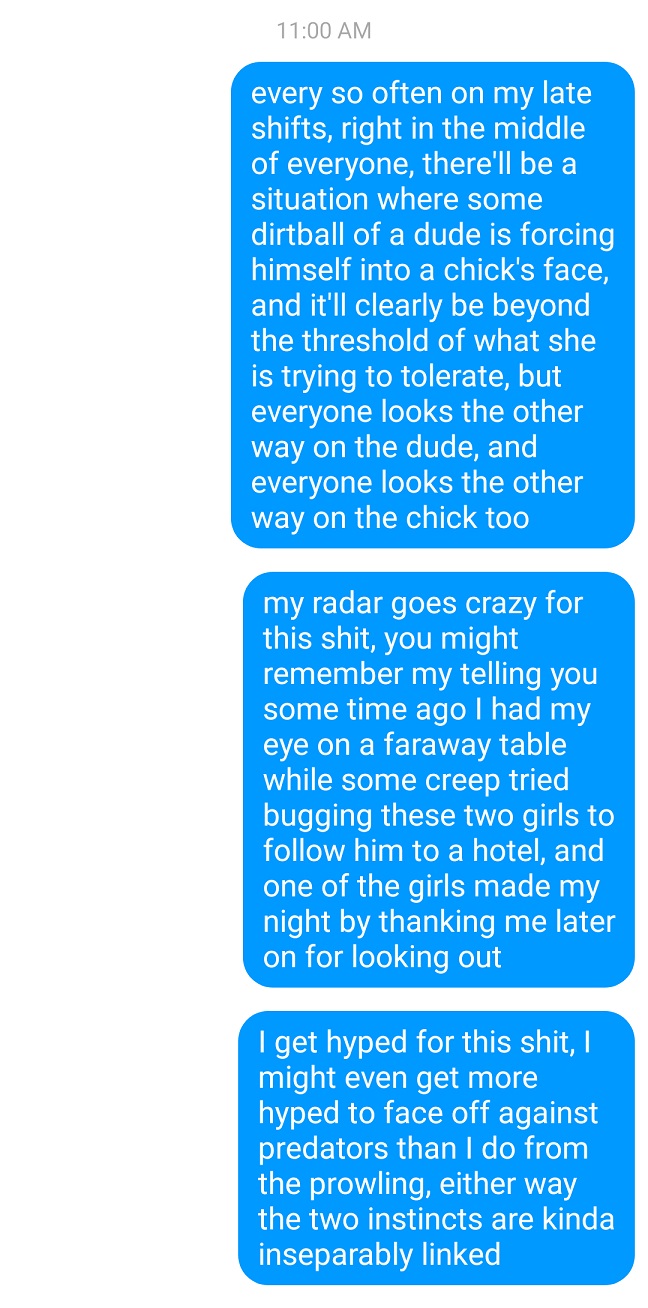 11:00 AM
every so often on my late
shifts, right in the middle
of everyone, there'll be a
situation where some
dirtball of a dude is forcing
himself into a chick's face,
and it'll clearly be beyond
the threshold of what she
is trying to tolerate, but
everyone looks the other
way on the dude, and
everyone looks the other
way on the chick too
my radar goes crazy for
this shit, you might
remember my telling you
some time ago I had my
eye on a faraway table
while some creep tried
bugging these two girls to
follow him to a hotel, and
one of the girls made my
night by thanking me later
on for looking out
I get hyped for this shit, I
might even get more
hyped to face off against
predators than I do from
the prowling, either way
the two instincts are kinda
inseparably linked